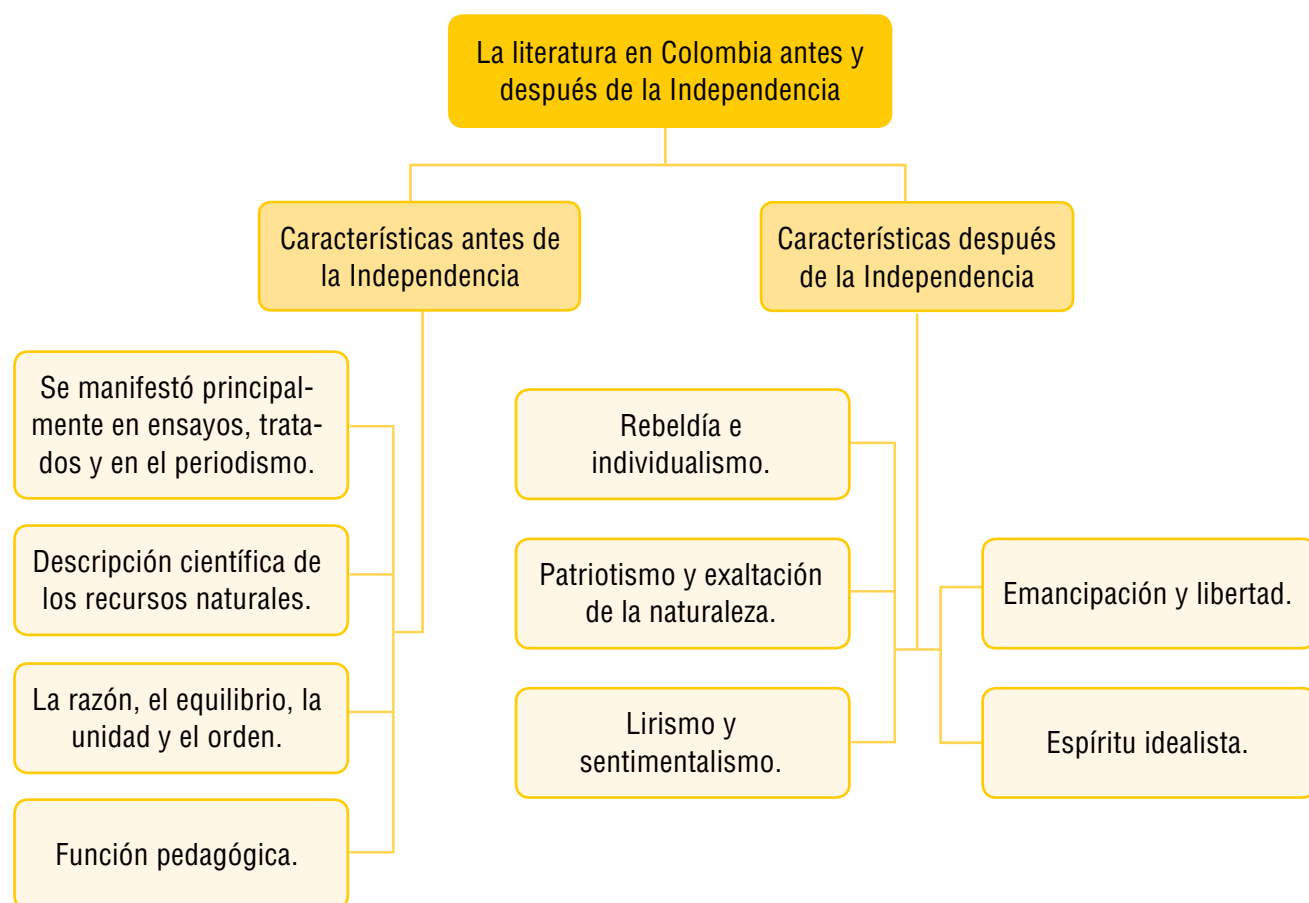 La literatura en Colombia antes y
después de la Independencia
Características antes de
la Independencia
Características después
de la Independencia
Se manifestó principal-
mente en ensayos, trata-
dos y en el periodismo.
Descripción científica de
los recursos naturales.
La razón, el equilibrio, la
unidad y el orden.
Función pedagógica.
Rebeldía e
individualismo.
Patriotismo y exaltación
de la naturaleza.
Lirismo y
sentimentalismo.
Emancipación y libertad.
Espíritu idealista.